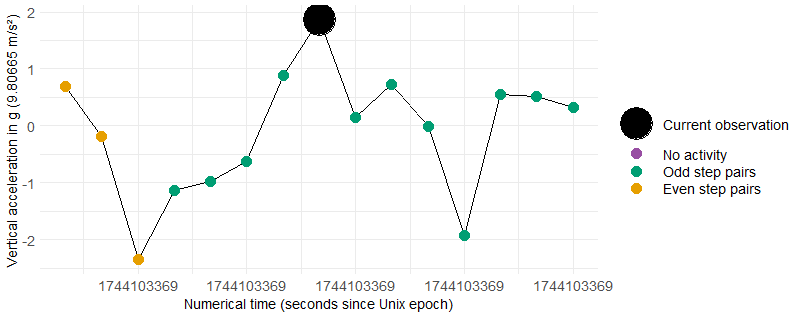 Vertical acceleration in g (9.80665 m/s²)
2
1
0
-1
-2
1744103369 1744103369 1744103369 1744103369 1744103369
Numerical time (seconds since Unix epoch)
Current observation
No activity
Odd step pairs
Even step pairs